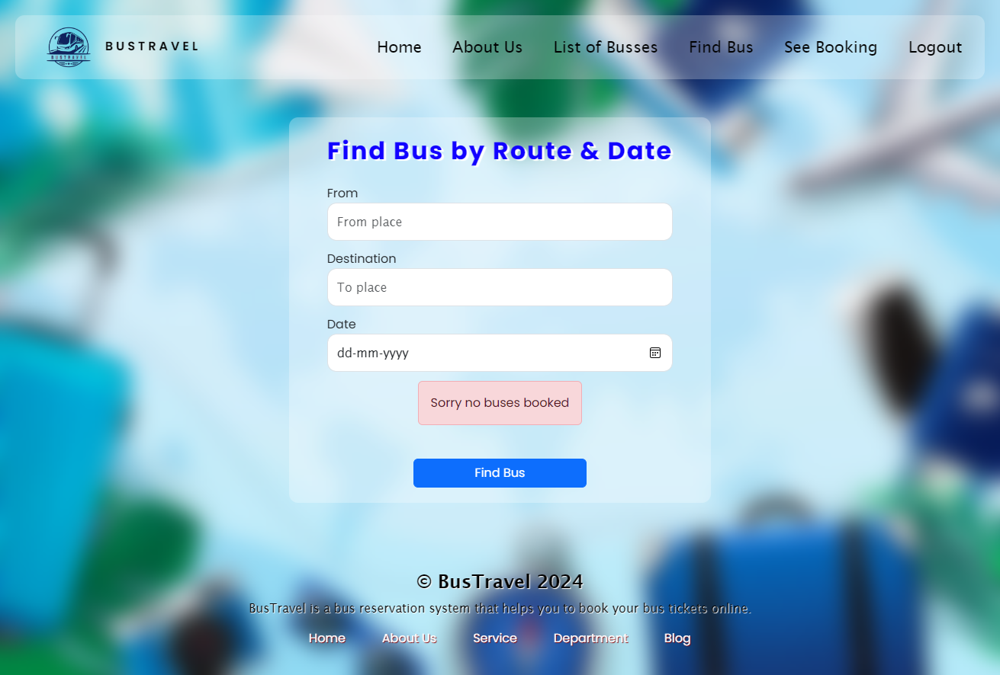 BUSTRAVEL
BUSTRAVEL
Home About Us List of Busses Find Bus See Booking Logout
Find Bus by Route & Date
From
From place
Destination
To place
Date
dd-mm-yyyy
Sorry no buses booked
Find Bus
© BusTravel 2024
BusTravel is a bus reservation system that helps you to book your bus tickets online.
Home About Us Service Department Blog